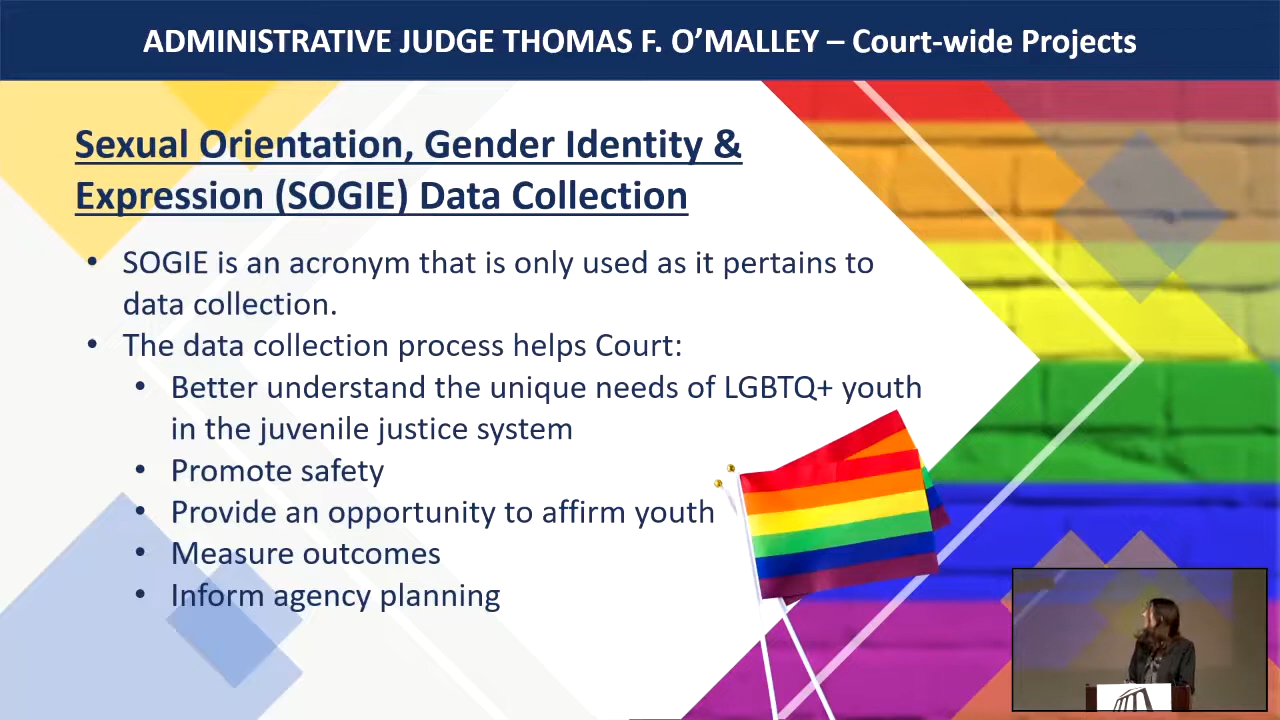 ADMINISTRATIVE JUDGE THOMAS F. O’MALLEY – Court-wide Projects
Sexual Orientation, Gender Identity &
Expression (SOGIE) Data Collection
• SOGIE is an acronym that is only used as it pertains to
data collection.
• The data collection process helps Court:
• Better understand the unique needs of LGBTQ+ youth
in the juvenile justice system
• Promote safety
• Provide an opportunity to affirm youth
• Measure outcomes
• Inform agency planning